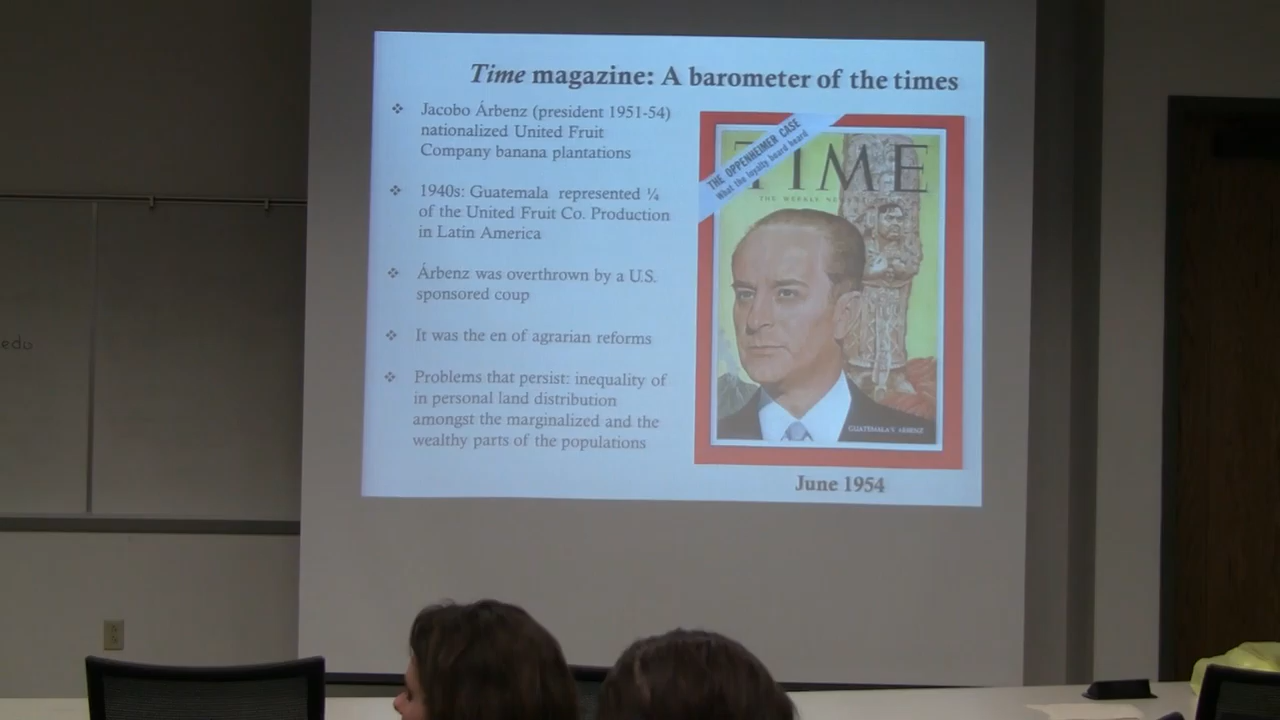 Time magazine: A barometer of the times
Jacobo Árbenz (president 1951-54)
nationalized United Fruit
Company banana plantations
1940s: Guatemala represented ¼
of the United Fruit Co. Production
in Latin America
Árbenz was overthrown by a U.S.
sponsored coup
It was the en of agrarian reforms
Problems that persist: inequality of
in personal land distribution
amongst the marginalized and the
wealthy parts of the populations
THE OPPENHEIMER CASE
What the loyalty board heard
TIME
THE WEEKLY
GUATEMALA'S ARBENZ
June 1954
edo